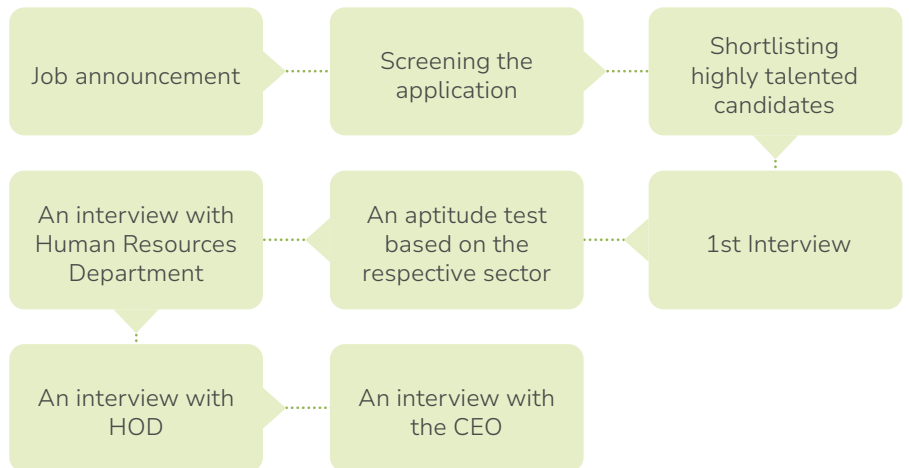 Job announcement
Screening the
application
Shortlisting
highly talented
candidates
1st Interview
An aptitude test
based on the
respective sector
An interview with
Human Resources
Department
An interview with
HOD
An interview with
the CEO